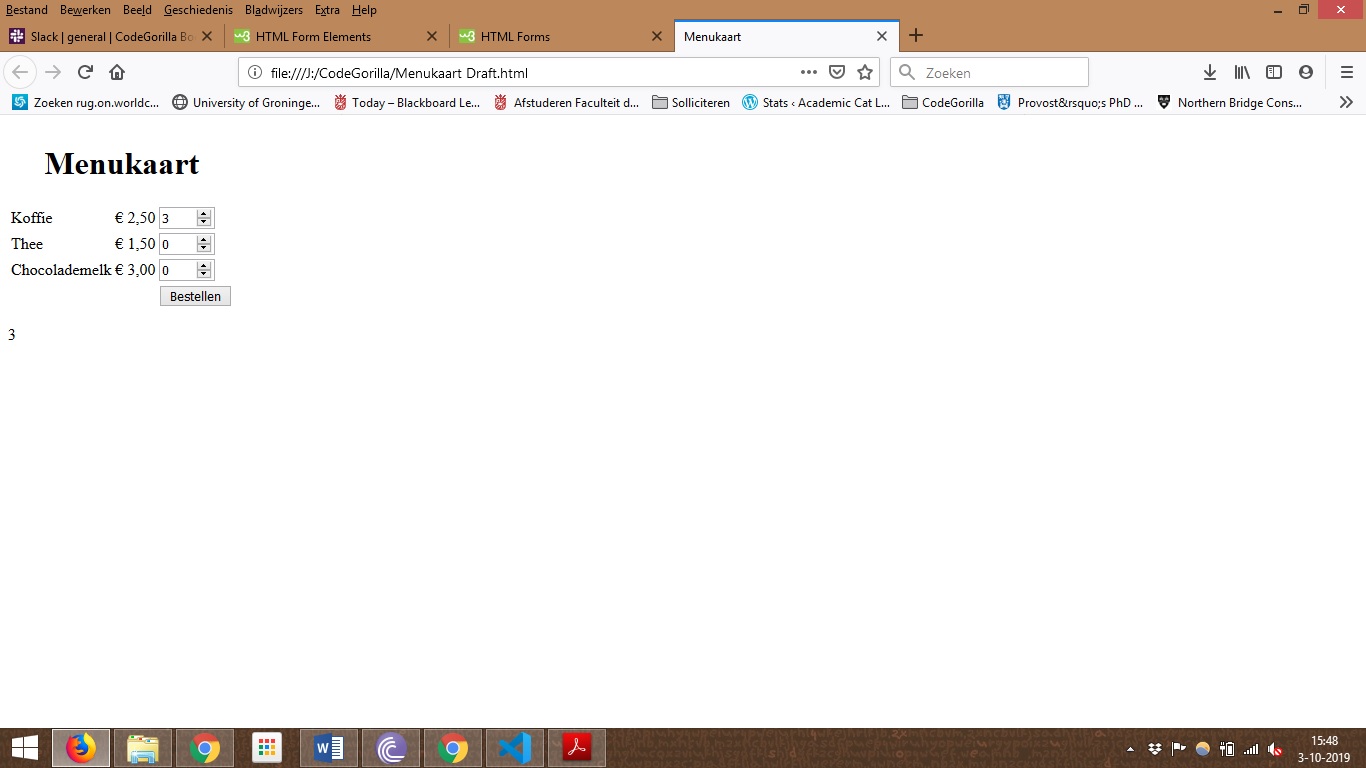 Bestand Bewerken Beeld Geschiedenis Bladwijzers Extra Help
Slack | general | CodeGorilla Bo
HTML Form Elements
HTML Forms
Menukaart
file:///J:/CodeGorilla/Menukaart Draft.html
Zoeken
Zoeken rug.on.worldc... University of Groninge... Today – Blackboard Le... Afstuderen Faculteit d... Solliciteren Stats ‹ Academic Cat L... CodeGorilla Provost&rsquo;s PhD ... Northern Bridge Cons...
Menukaart
Koffie € 2,50 3
Thee € 1,50 0
Chocolademelk € 3,00 0
Bestellen
3
15:48
3-10-2019